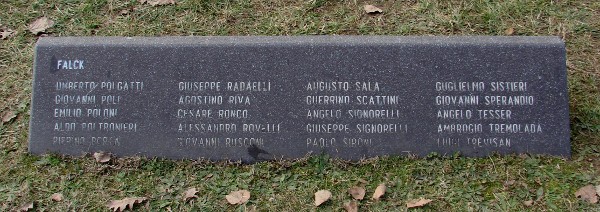 FALCK
UMBERTO POLGATTI GIUSEPPE RADAELLI AUGUSTO SALA GUGLIELMO SISTIERI
GIOVANNI POLI AGOSTINO RIVA GUERRINO SCATTINI GIOVANNI SPERANDIO
EMILIO POLONI CESARE RONCO ANGELO SIGNORELLI ANGELO TESSER
ALDO POLTRONIERI ALESSANDRO GIUSEPPE SIGNORELLI AMBROGIO TREMOLADA
PIERINO GIOVANNI RUSCONI PAOLO SIRONI LUIGI TREVISAN